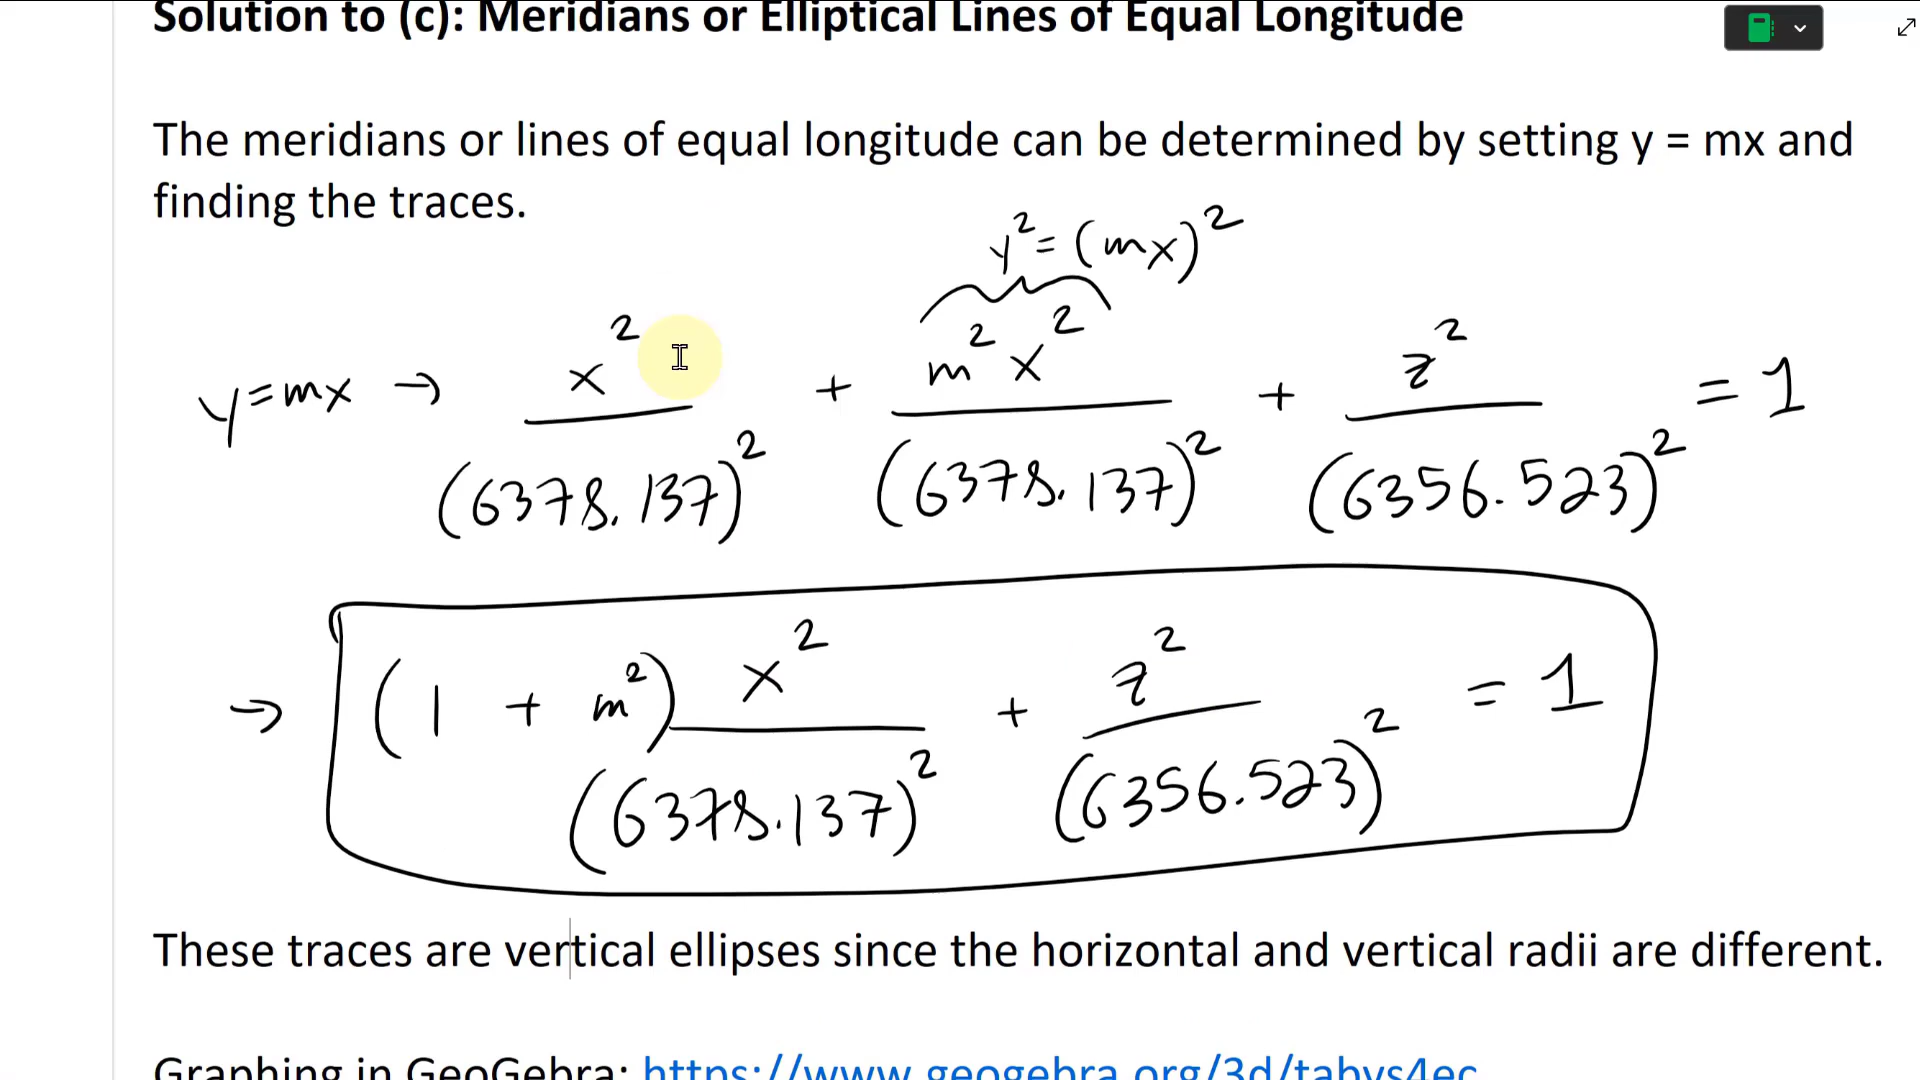 Solution to (c): Meridians or Elliptical Lines of Equal Longitude
The meridians or lines of equal longitude can be determined by setting y = mx and
finding the traces.
y² = (mx)²
y = mx → x² / (6378.137)² + m² x² / (6378.137)² + z² / (6356.523)² = 1
→ (1 + m²) x² / (6378.137)² + z² / (6356.523)² = 1
These traces are vertical ellipses since the horizontal and vertical radii are different.
Graphing in GeoGebra: https://www.geogebra.org/3d/tabvs4ec